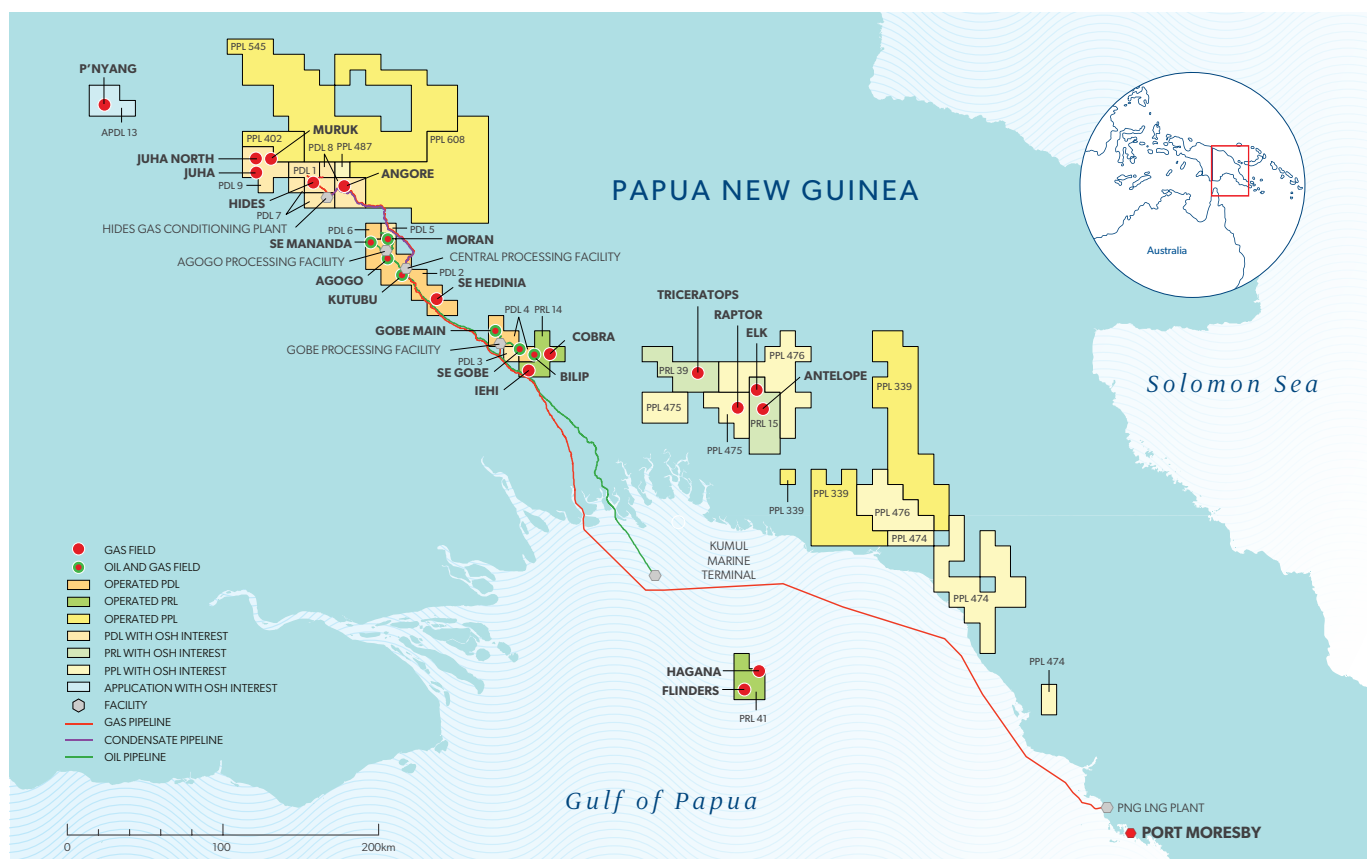 PPL 545
P'NYANG
APDL 13
MURUK
PPL 402
PDL 8
PPL 487
PPL 608
JUHA NORTH
JUHA
PDL 1
ANGORE
PDL 9
HIDES
PDL 7
HIDES GAS CONDITIONING PLANT
PDL 6
PDL 5
SE MANANDA
MORAN
AGOGO PROCESSING FACILITY
CENTRAL PROCESSING FACILITY
PDL 2
AGOGO
SE HEDINIA
KUTUBU
PDL 4
PRL 14
GOBE MAIN
COBRA
GOBE PROCESSING FACILITY
PDL 3
SE GOBE
BILIP
IEHI
PAPUA NEW GUINEA
Australia
TRICERATOPS
RAPTOR
ELK
PPL 476
PRL 39
ANTELOPE
PPL 339
PPL 475
PRL 15
PPL 475
Solomon Sea
PPL 339
PPL 339
PPL 476
PPL 474
KUMUL
MARINE
TERMINAL
PPL 474
PPL 474
HAGANA
FLINDERS
PRL 41
GAS FIELD
OIL AND GAS FIELD
OPERATED PDL
OPERATED PRL
OPERATED PPL
PDL WITH OSH INTEREST
PRL WITH OSH INTEREST
PPL WITH OSH INTEREST
APPLICATION WITH OSH INTEREST
FACILITY
GAS PIPELINE
CONDENSATE PIPELINE
OIL PIPELINE
Gulf of Papua
PNG LNG PLANT
PORT MORESBY
0
100
200km